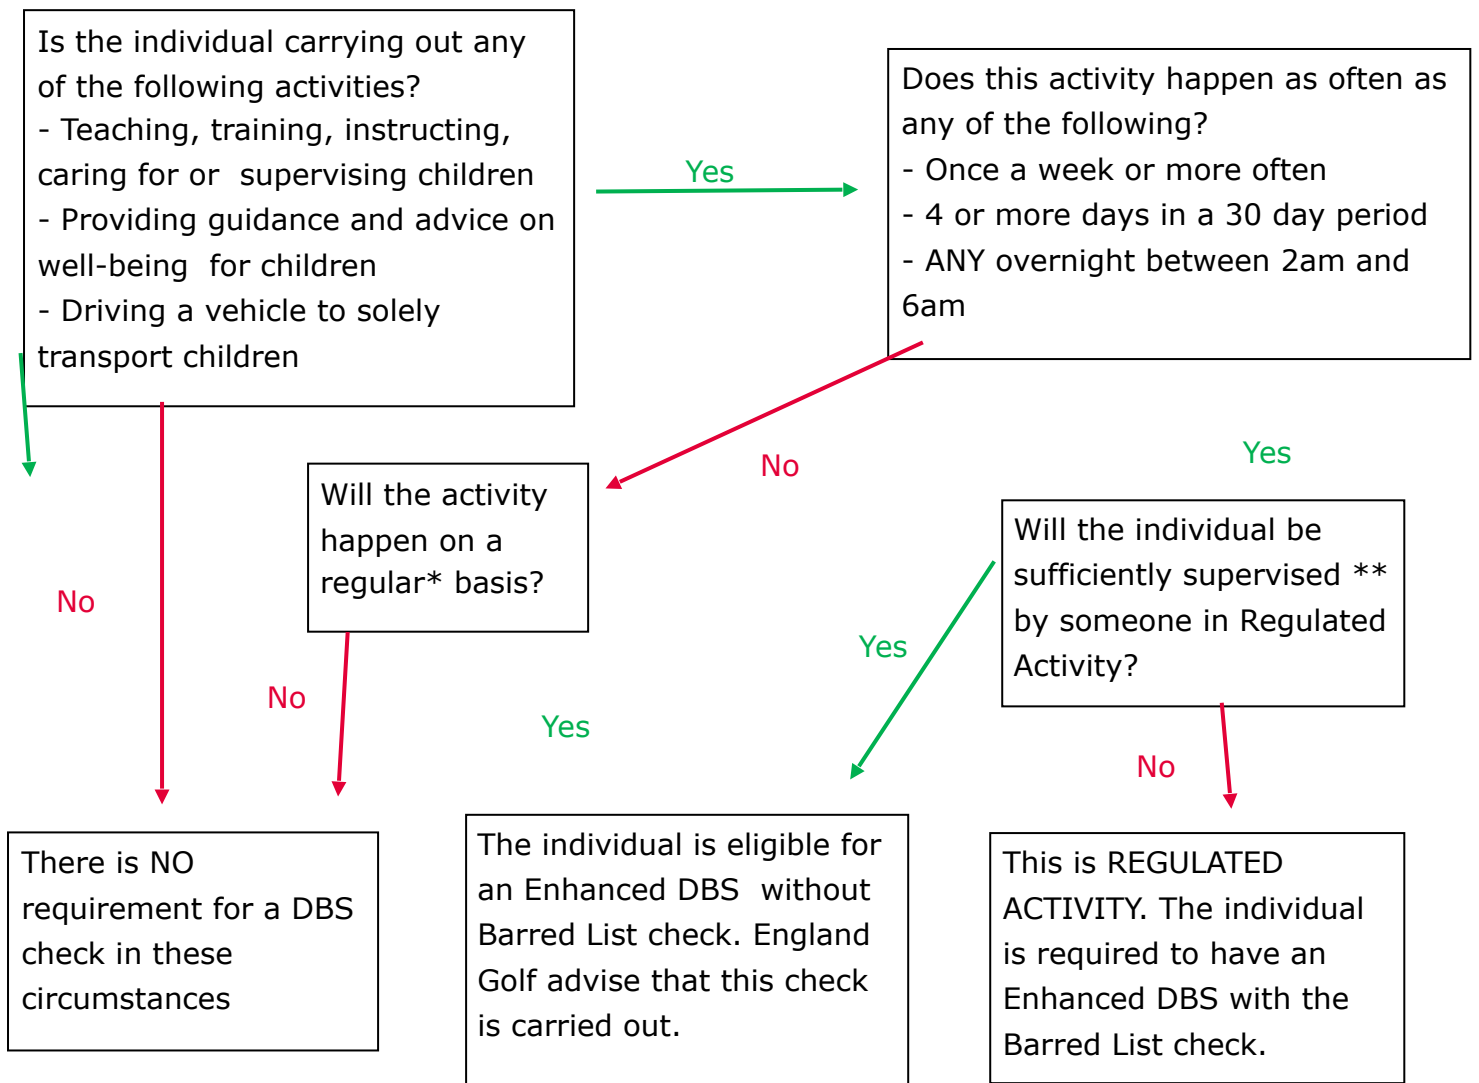 Is the individual carrying out any
of the following activities?
- Teaching, training, instructing,
caring for or supervising children
- Providing guidance and advice on
well-being for children
- Driving a vehicle to solely
transport children
Yes
Does this activity happen as often as
any of the following?
- Once a week or more often
- 4 or more days in a 30 day period
- ANY overnight between 2am and
6am
No
Yes
Will the activity
happen on a
regular* basis?
No
Will the individual be
sufficiently supervised **
by someone in Regulated
Activity?
Yes
No
Yes
No
There is NO
requirement for a DBS
check in these
circumstances
The individual is eligible for
an Enhanced DBS without
Barred List check. England
Golf advise that this check
is carried out.
This is REGULATED
ACTIVITY. The individual
is required to have an
Enhanced DBS with the
Barred List check.